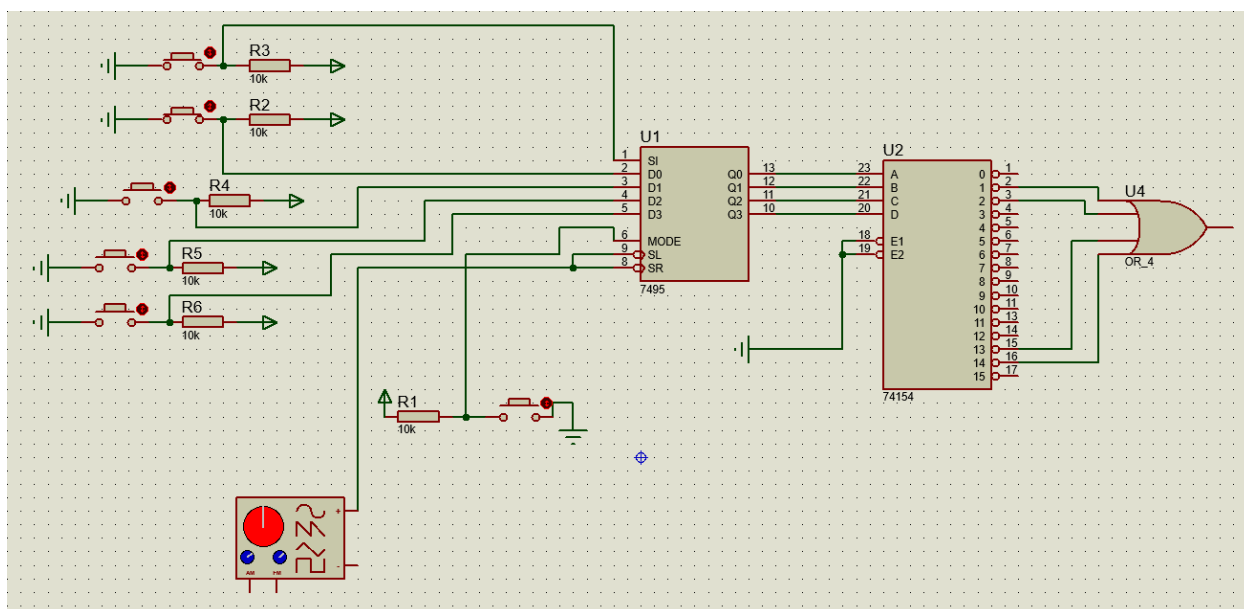 R3
10k
R2
10k
R4
10k
R5
10k
R6
10k
R1
10k
U1
1 SI
2 D0
3 D1
4 D2
5 D3
6 MODE
9 SL
8 SR
Q0 13
Q1 12
Q2 11
Q3 10
7495
U2
23 A
22 B
21 C
20 D
18 E1
19 E2
0 1
1 2
2 3
3 4
4 5
5 6
6 7
7 8
8 9
9 10
10 11
11 13
12 14
13 15
14 16
15 17
74154
U4
OR_4
+
-
AM FM